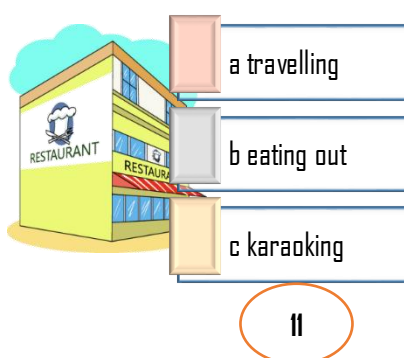 a travelling
b eating out
RESTAURANT
RESTAURA
c karaoking
11